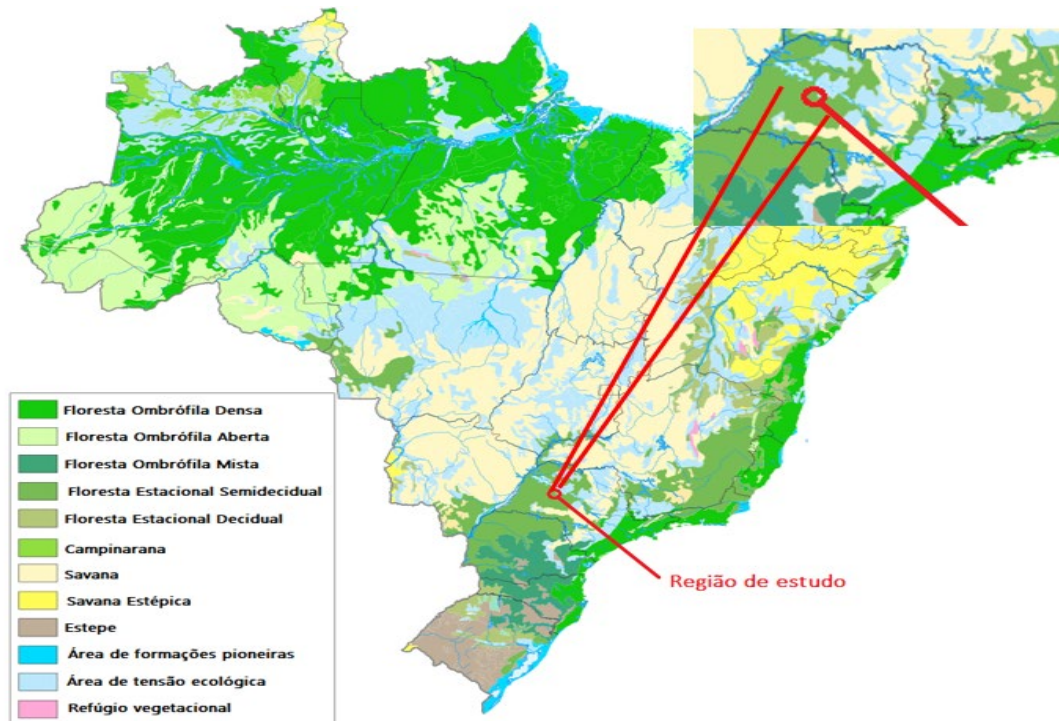 Floresta Ombrófila Densa
Floresta Ombrófila Aberta
Floresta Ombrófila Mista
Floresta Estacional Semidecidual
Floresta Estacional Decidual
Campinarana
Savana
Savana Estépica
Estepe
Área de formações pioneiras
Área de tensão ecológica
Refúgio vegetacional
Região de estudo